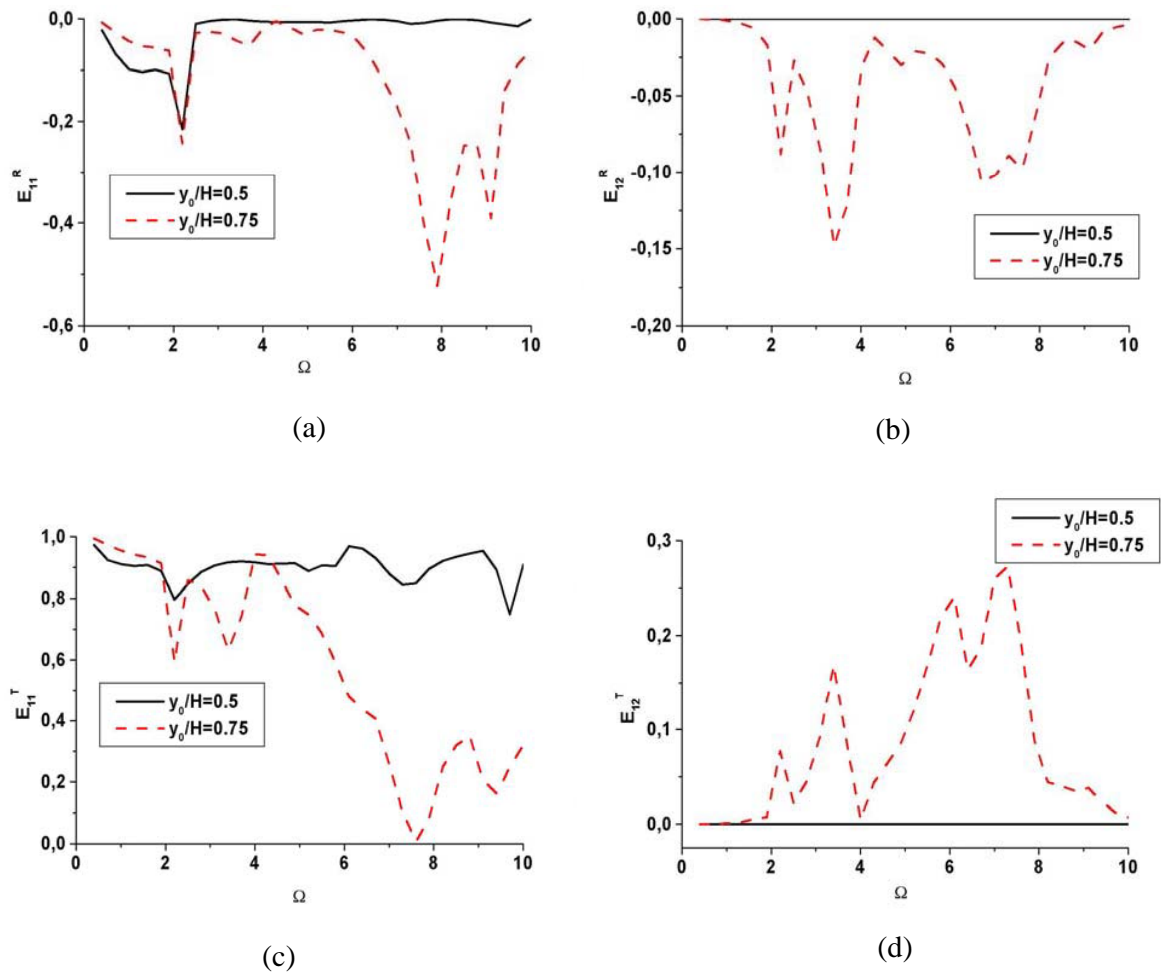 0,0
-0,2
-0,4
-0,6
E₁₁ᴿ
y₀/H=0.5
y₀/H=0.75
0 2 4 6 8 10
Ω
(a)
0,00
-0,05
-0,10
-0,15
-0,20
E₁₂ᴿ
y₀/H=0.5
y₀/H=0.75
0 2 4 6 8 10
Ω
(b)
1,0
0,8
0,6
0,4
0,2
0,0
E₁₁ᵀ
y₀/H=0.5
y₀/H=0.75
0 2 4 6 8 10
Ω
(c)
0,3
0,2
0,1
0,0
E₁₂ᵀ
y₀/H=0.5
y₀/H=0.75
0 2 4 6 8 10
Ω
(d)